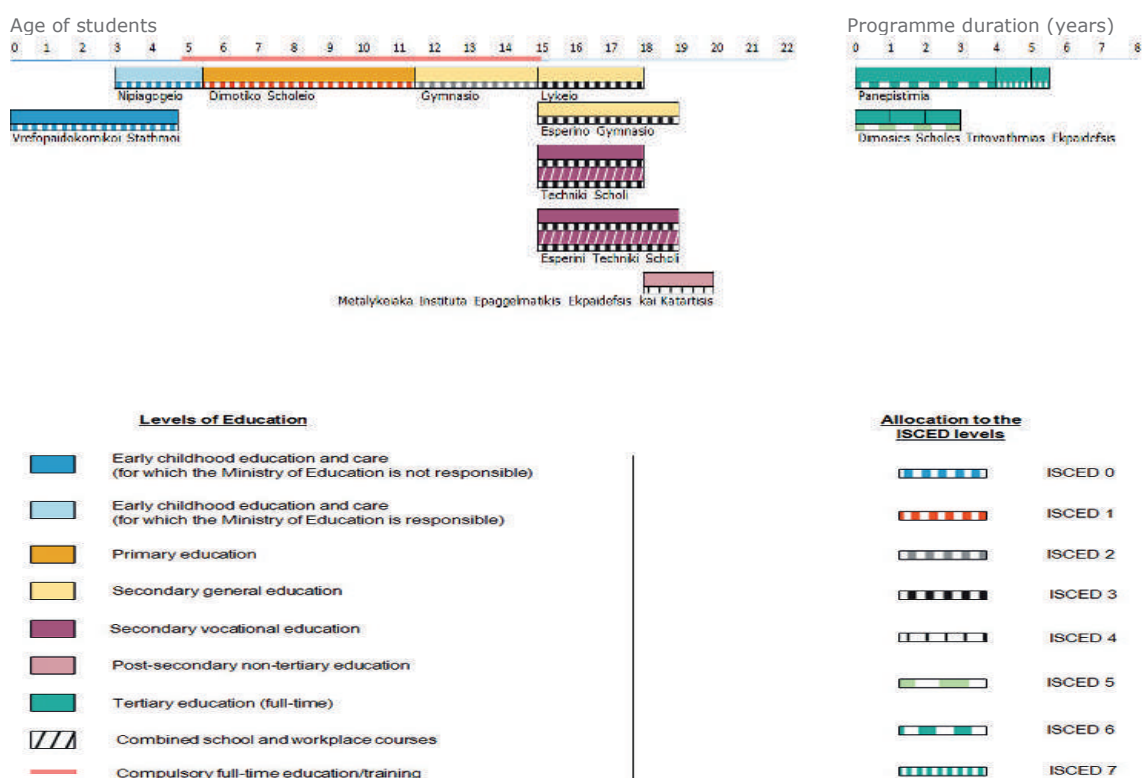 Age of students
Programme duration (years)
0 1 2 3 4 5 6 7 8 9 10 11 12 13 14 15 16 17 18 19 20 21 22
0 1 2 3 4 5 6 7 8
Nipiagogeio Dimotiko Scholeio Gymnasio Lykeio
Panepistimia
Vrefopaidokomikoi Stathmoi
Esperino Gymnasio
Dimosies Scholes Tritovathmias Ekpaidefsis
Techniki Scholi
Esperini Techniki Scholi
Metalykeiaka Instituta Epaggelmatikis Ekpaidefsis kai Katartisis
Levels of Education
Early childhood education and care
(for which the Ministry of Education is not responsible)
Early childhood education and care
(for which the Ministry of Education is responsible)
Primary education
Secondary general education
Secondary vocational education
Post-secondary non-tertiary education
Tertiary education (full-time)
Combined school and workplace courses
Compulsory full-time education/training
Allocation to the
ISCED levels
ISCED 0
ISCED 1
ISCED 2
ISCED 3
ISCED 4
ISCED 5
ISCED 6
ISCED 7